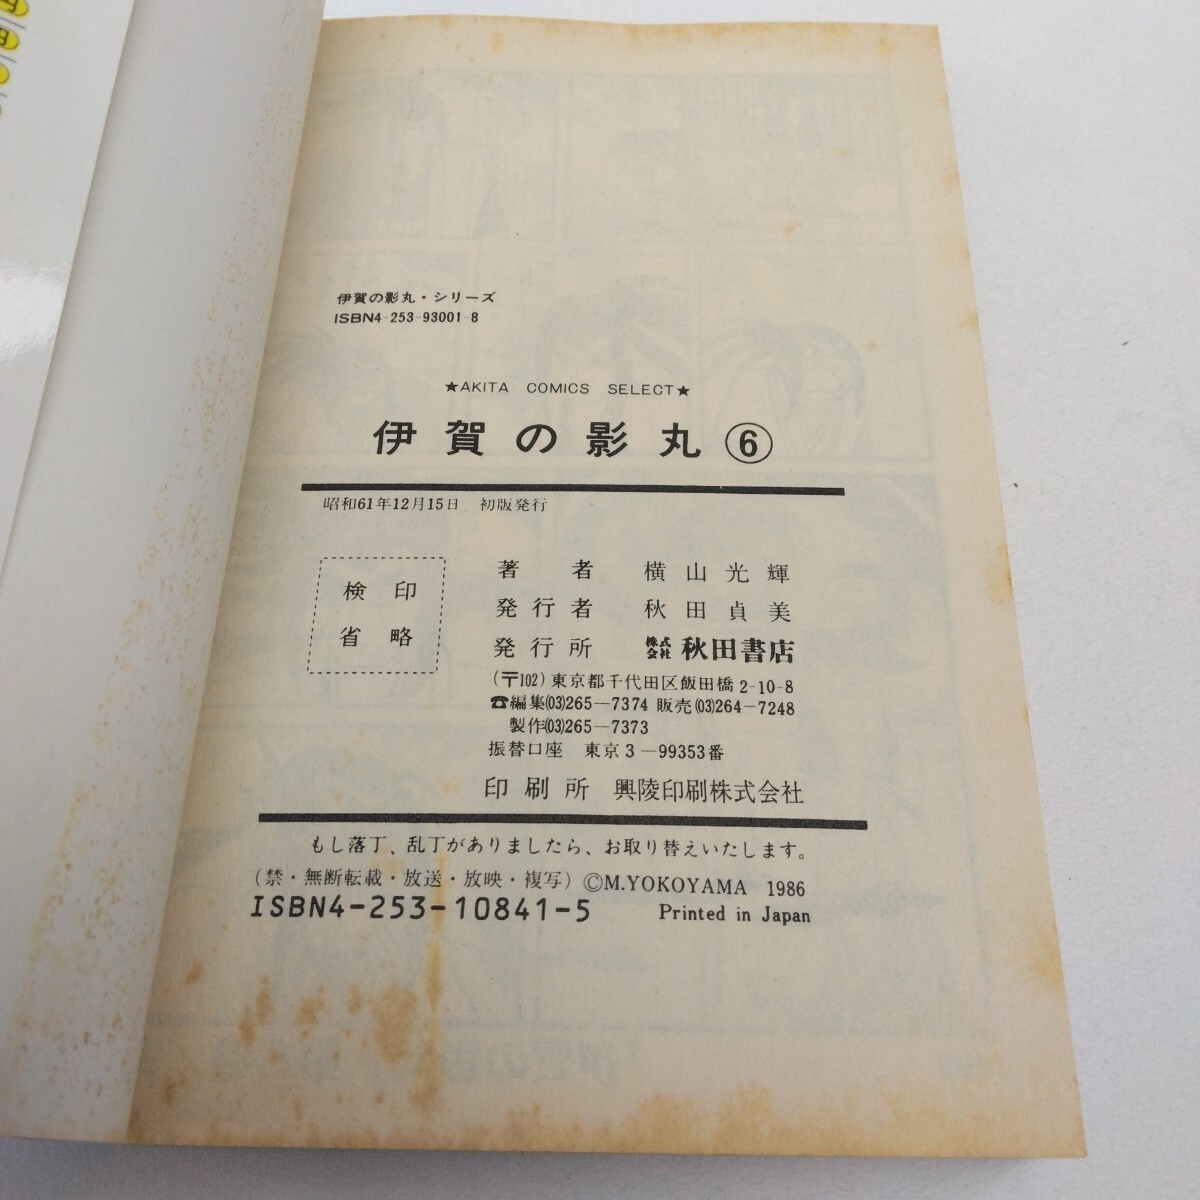 伊賀の影丸・シリーズ
ISBN4-253-93001-8
★AKITA COMICS SELECT★
伊賀の影丸⑥
昭和61年12月15日 初版発行
検印
省略
著者 横山光輝
発行者 秋田貞美
発行所 株式会社 秋田書店
(〒102) 東京都千代田区飯田橋2-10-8
☎編集(03)265-7374 販売(03)264-7248
製作(03)265-7373
振替口座 東京3-99353番
印刷所 興陵印刷株式会社
もし落丁、乱丁がありましたら、お取り替えいたします。
(禁・無断転載・放送・放映・複写) ©M.YOKOYAMA 1986
ISBN4-253-10841-5 Printed in Japan